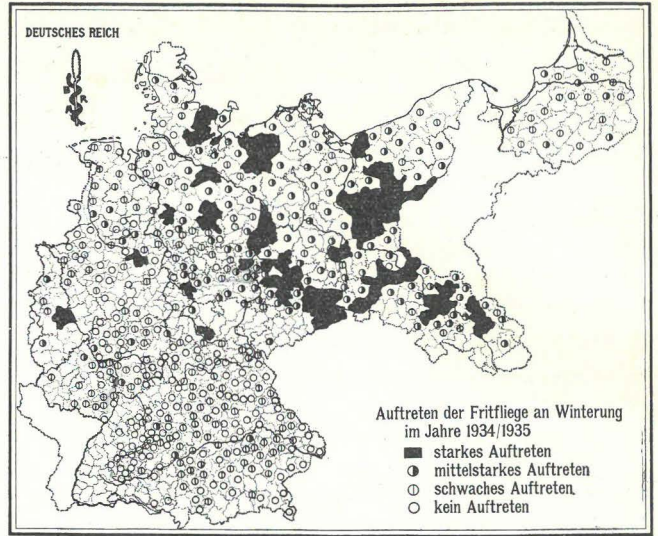 DEUTSCHES REICH
Auftreten der Fritfliege an Winterung
im Jahre 1934/1935
starkes Auftreten
mittelstarkes Auftreten
schwaches Auftreten.
kein Auftreten